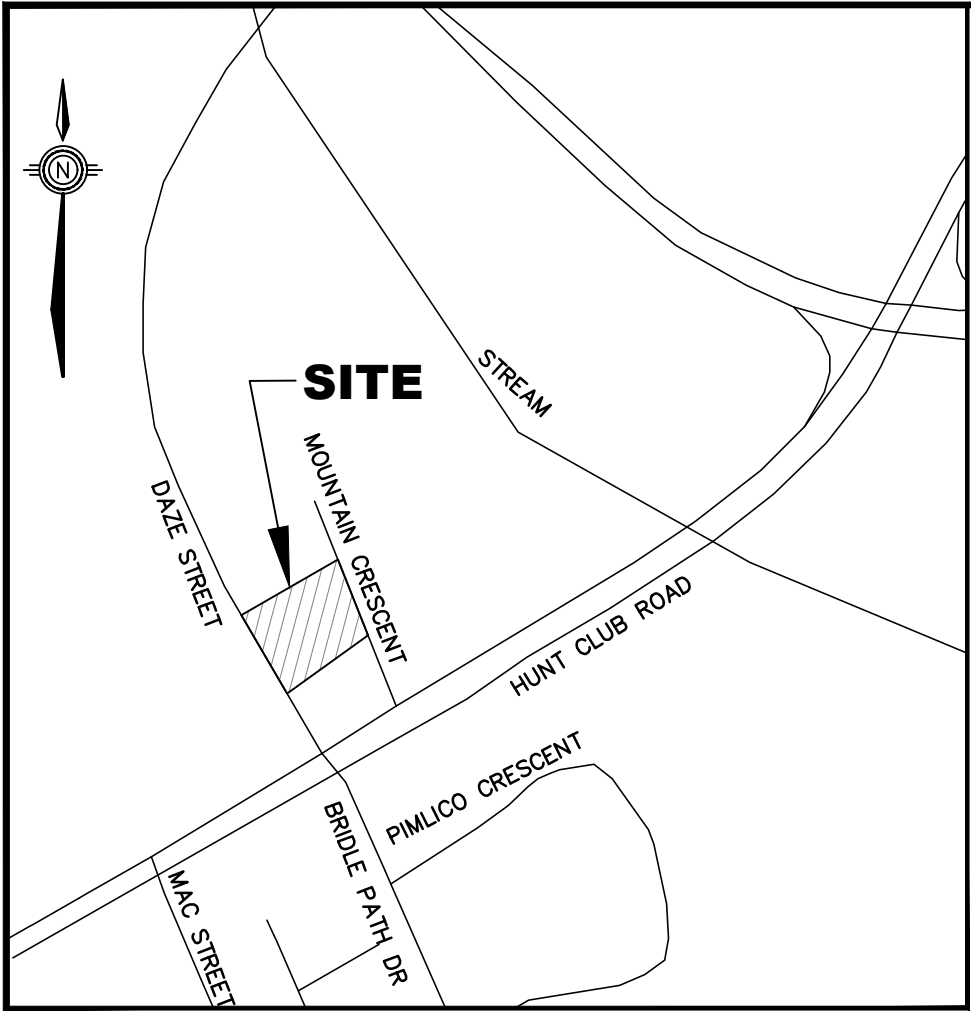 N
STREAM
SITE
MOUNTAIN CRESCENT
DAZE STREET
HUNT CLUB ROAD
PIMLICO CRESCENT
BRIDLE PATH DR
MAC STREET